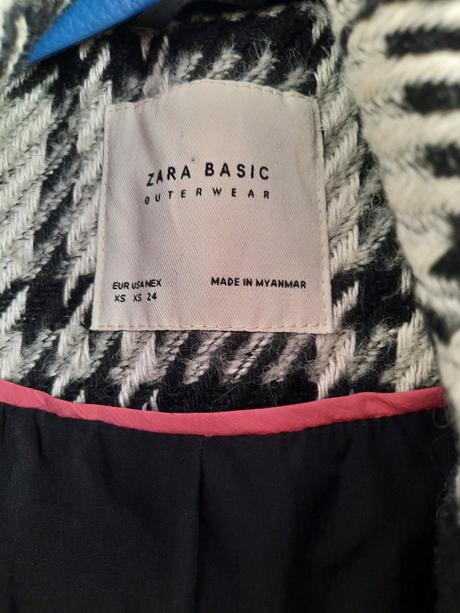 ZARA BASIC
OUTERWEAR
EUR USA MEX MADE IN MYANMAR
XS XS 24